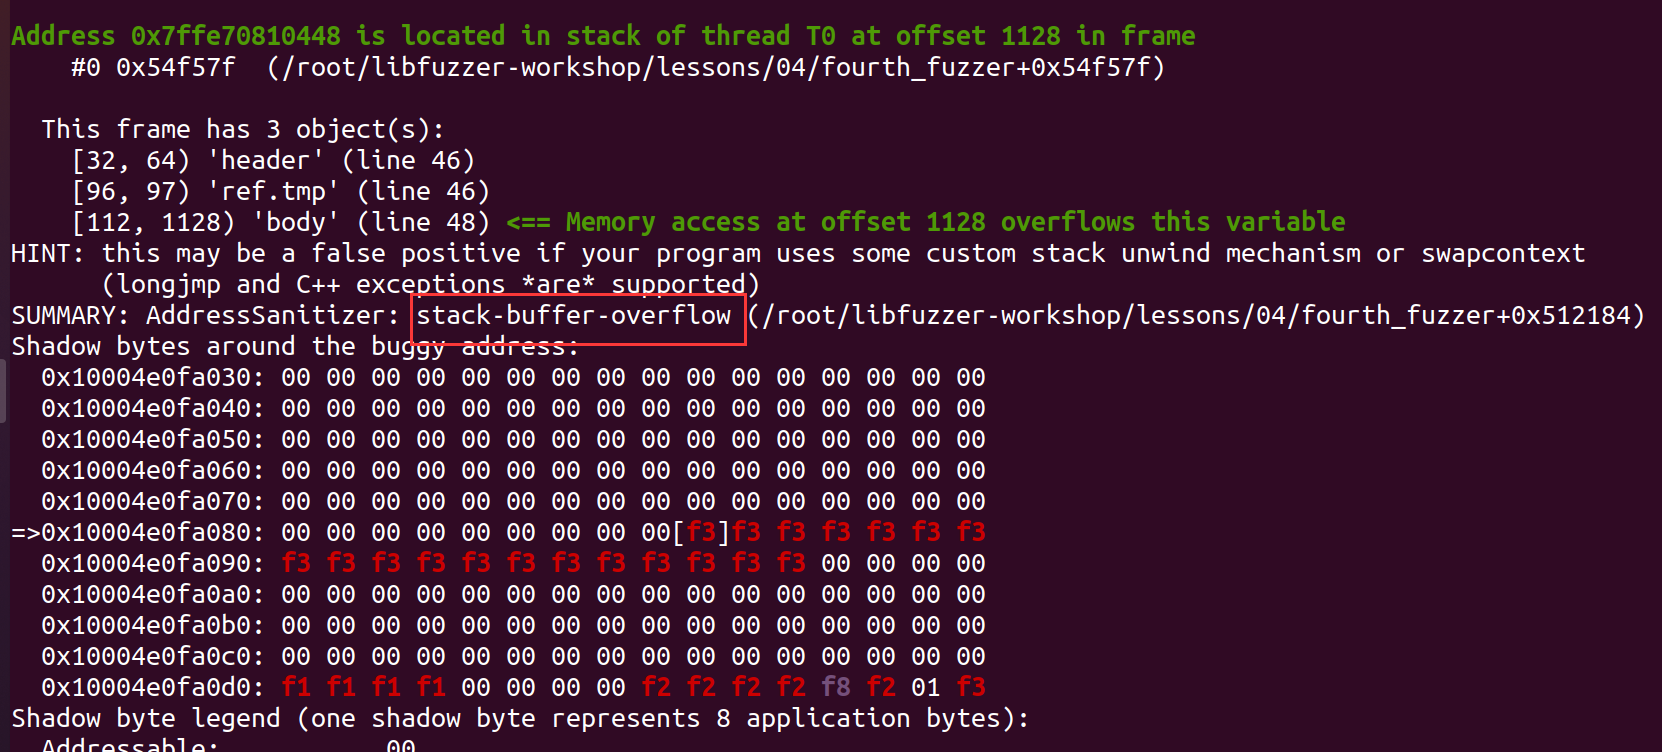 Address 0x7ffe70810448 is located in stack of thread T0 at offset 1128 in frame
    #0 0x54f57f  (/root/libfuzzer-workshop/lessons/04/fourth_fuzzer+0x54f57f)
  This frame has 3 object(s):
    [32, 64) 'header' (line 46)
    [96, 97) 'ref.tmp' (line 46)
    [112, 1128) 'body' (line 48) <== Memory access at offset 1128 overflows this variable
HINT: this may be a false positive if your program uses some custom stack unwind mechanism or swapcontext
      (longjmp and C++ exceptions *are* supported)
SUMMARY: AddressSanitizer: stack-buffer-overflow (/root/libfuzzer-workshop/lessons/04/fourth_fuzzer+0x512184)
Shadow bytes around the buggy address:
  0x10004e0fa030: 00 00 00 00 00 00 00 00 00 00 00 00 00 00 00 00
  0x10004e0fa040: 00 00 00 00 00 00 00 00 00 00 00 00 00 00 00 00
  0x10004e0fa050: 00 00 00 00 00 00 00 00 00 00 00 00 00 00 00 00
  0x10004e0fa060: 00 00 00 00 00 00 00 00 00 00 00 00 00 00 00 00
  0x10004e0fa070: 00 00 00 00 00 00 00 00 00 00 00 00 00 00 00 00
=>0x10004e0fa080: 00 00 00 00 00 00 00 00 00[f3]f3 f3 f3 f3 f3 f3
  0x10004e0fa090: f3 f3 f3 f3 f3 f3 f3 f3 f3 f3 f3 f3 00 00 00 00
  0x10004e0fa0a0: 00 00 00 00 00 00 00 00 00 00 00 00 00 00 00 00
  0x10004e0fa0b0: 00 00 00 00 00 00 00 00 00 00 00 00 00 00 00 00
  0x10004e0fa0c0: 00 00 00 00 00 00 00 00 00 00 00 00 00 00 00 00
  0x10004e0fa0d0: f1 f1 f1 f1 00 00 00 00 f2 f2 f2 f2 f8 f2 01 f3
Shadow byte legend (one shadow byte represents 8 application bytes):
  Addressable:           00